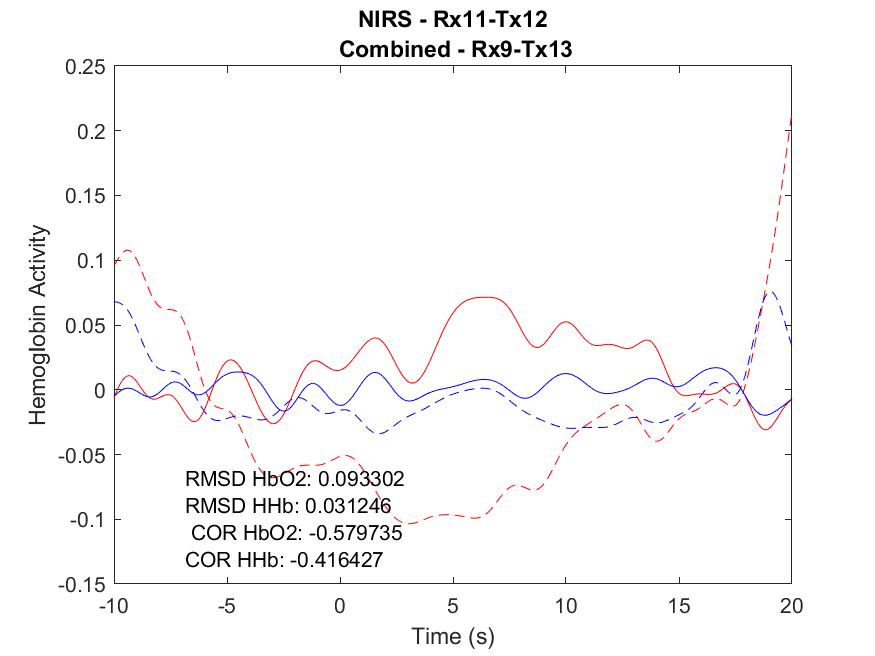 NIRS - Rx11-Tx12
Combined - Rx9-Tx13
0.25
0.2
0.15
0.1
0.05
0
-0.05
-0.1
-0.15
Hemoglobin Activity
RMSD HbO2: 0.093302
RMSD HHb: 0.031246
COR HbO2: -0.579735
COR HHb: -0.416427
-10 -5 0 5 10 15 20
Time (s)